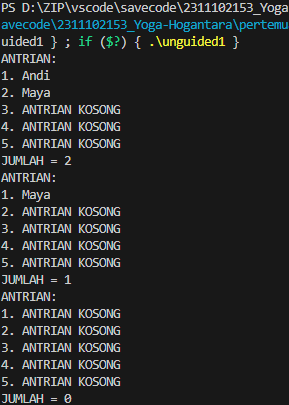 PS D:\ZIP\vscode\savecode\2311102153_Yoga
avecode\2311102153_Yoga-Hogantara\pertemu
uided1 } ; if ($?) { .\unguided1 }
ANTRIAN:
1. Andi
2. Maya
3. ANTRIAN KOSONG
4. ANTRIAN KOSONG
5. ANTRIAN KOSONG
JUMLAH = 2
ANTRIAN:
1. Maya
2. ANTRIAN KOSONG
3. ANTRIAN KOSONG
4. ANTRIAN KOSONG
5. ANTRIAN KOSONG
JUMLAH = 1
ANTRIAN:
1. ANTRIAN KOSONG
2. ANTRIAN KOSONG
3. ANTRIAN KOSONG
4. ANTRIAN KOSONG
5. ANTRIAN KOSONG
JUMLAH = 0